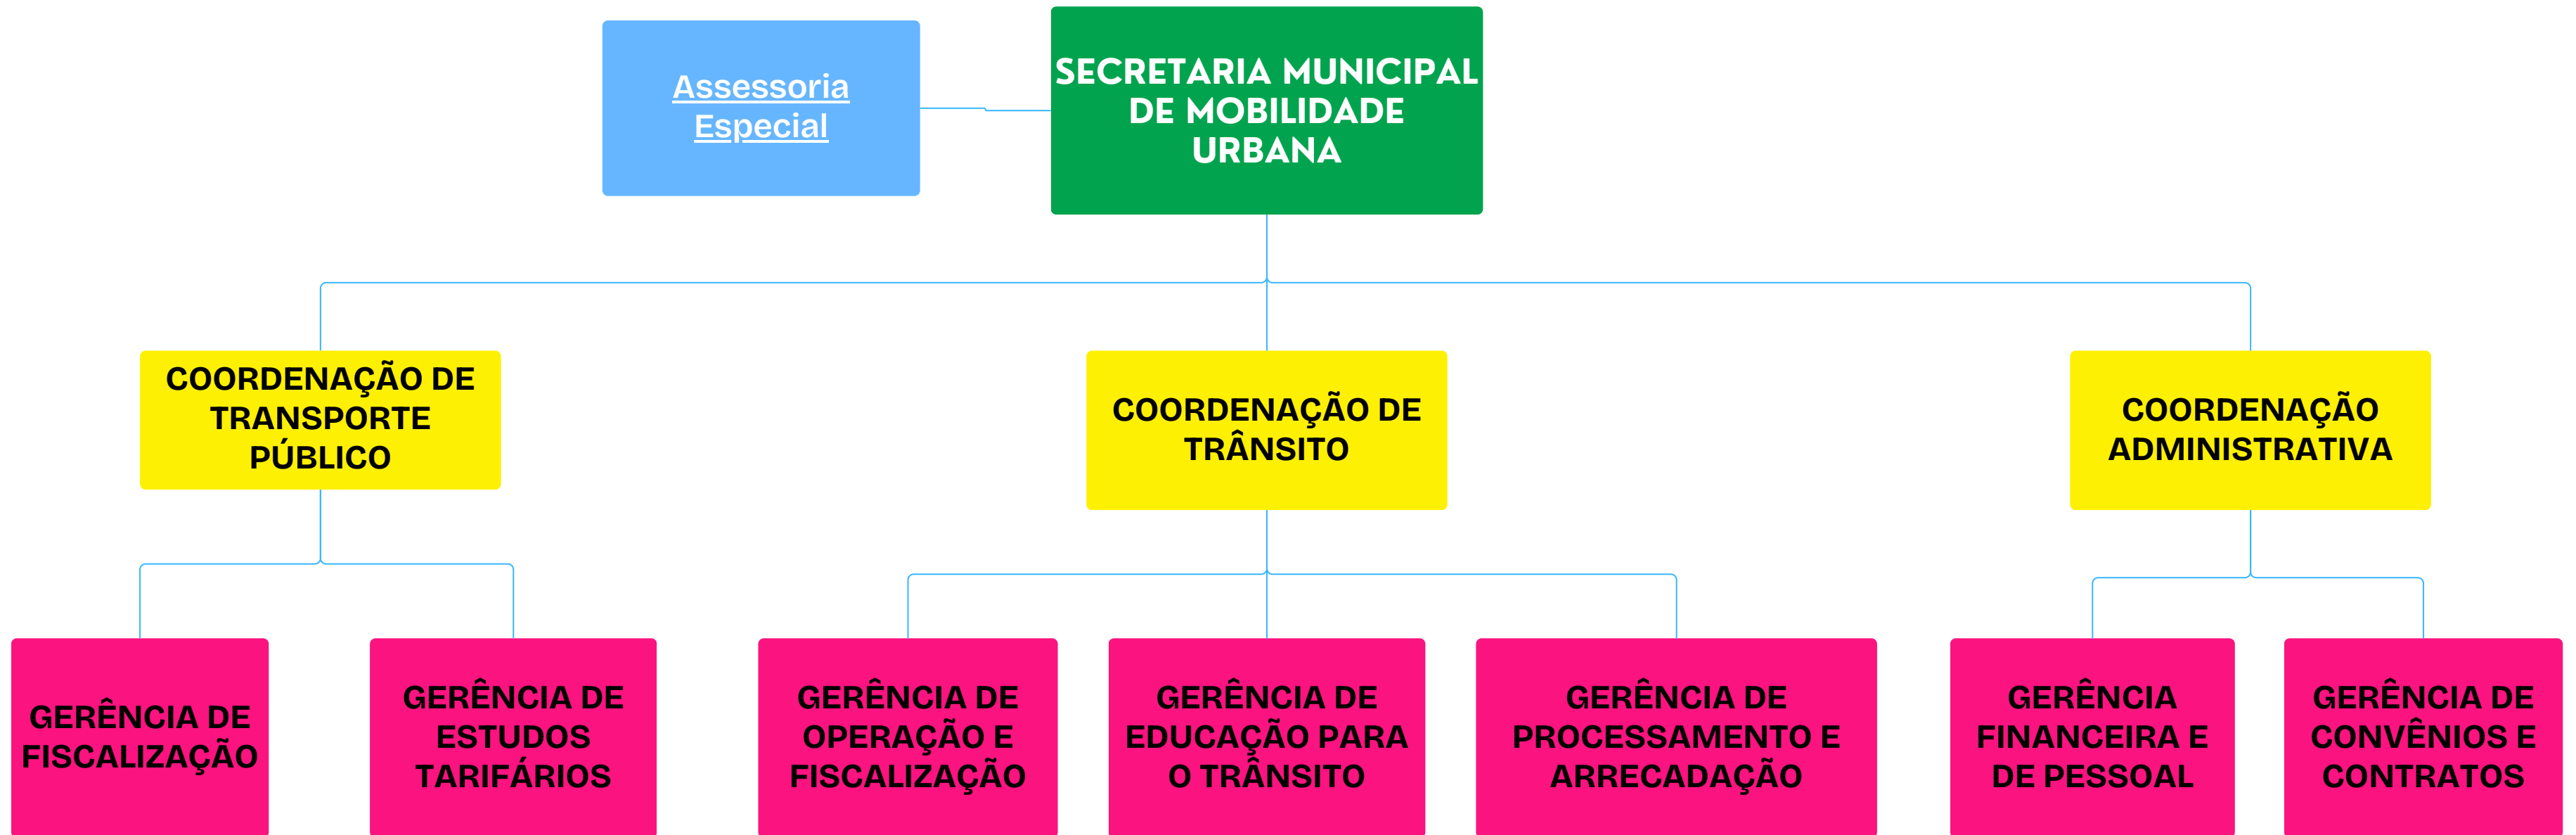 Assessoria
Especial
SECRETARIA MUNICIPAL
DE MOBILIDADE
URBANA
COORDENAÇÃO DE
TRANSPORTE
PÚBLICO
COORDENAÇÃO DE
TRÂNSITO
COORDENAÇÃO
ADMINISTRATIVA
GERÊNCIA DE
FISCALIZAÇÃO
GERÊNCIA DE
ESTUDOS
TARIFÁRIOS
GERÊNCIA DE
OPERAÇÃO E
FISCALIZAÇÃO
GERÊNCIA DE
EDUCAÇÃO PARA
O TRÂNSITO
GERÊNCIA DE
PROCESSAMENTO E
ARRECADAÇÃO
GERÊNCIA
FINANCEIRA E
DE PESSOAL
GERÊNCIA DE
CONVÊNIOS E
CONTRATOS